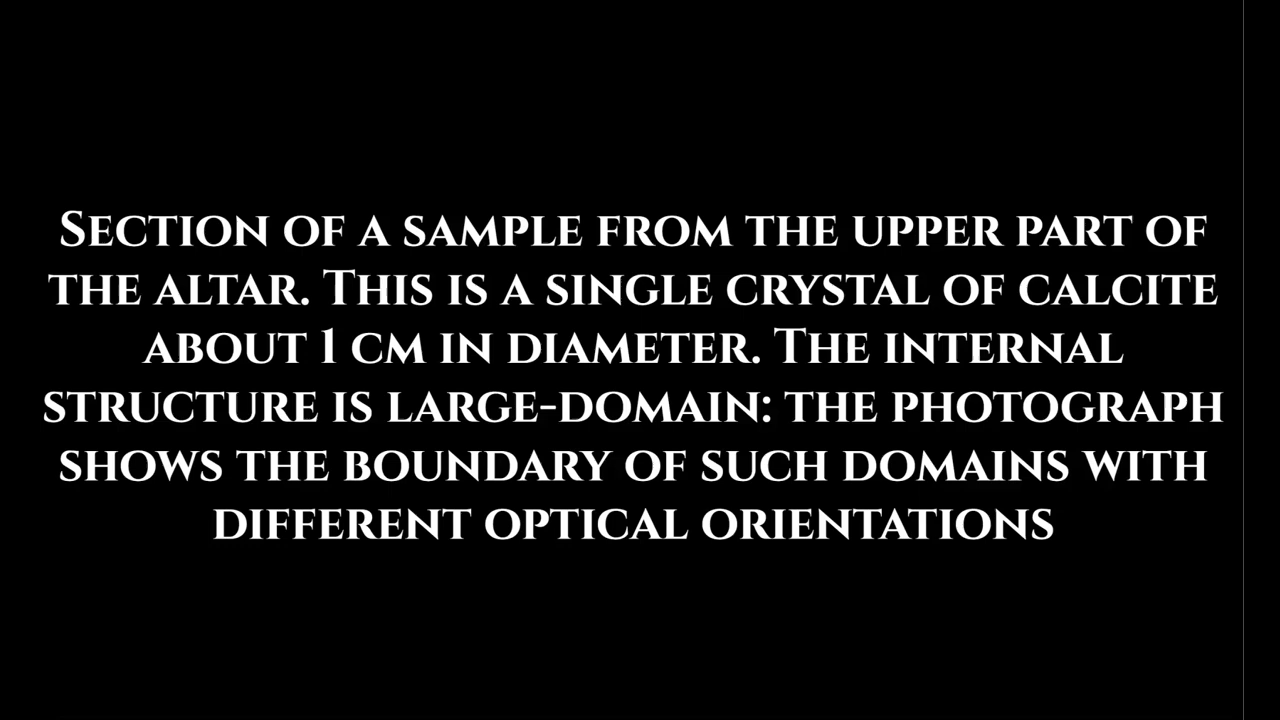 Section of a sample from the upper part of
the altar. This is a single crystal of calcite
about 1 cm in diameter. The internal
structure is large-domain: the photograph
shows the boundary of such domains with
different optical orientations